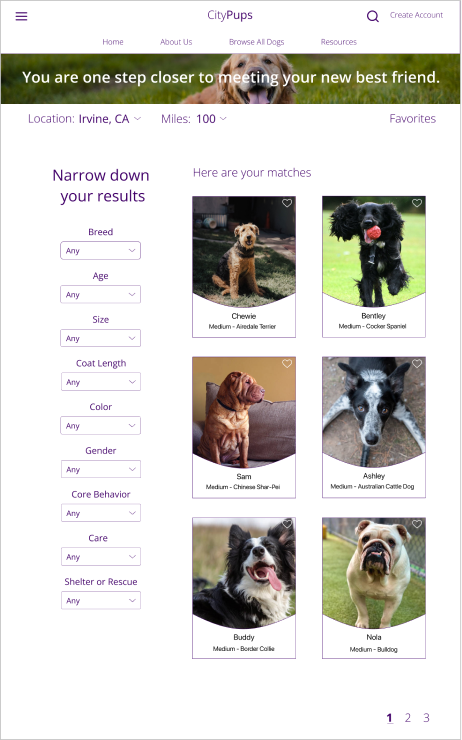 CityPups
Create Account
Home
About Us
Browse All Dogs
Resources
You are one step closer to meeting your new best friend.
Location: Irvine, CA
Miles: 100
Favorites
Narrow down
your results
Breed
Any
Age
Any
Size
Any
Coat Length
Any
Color
Any
Gender
Any
Core Behavior
Any
Care
Any
Shelter or Rescue
Any
Here are your matches
Chewie
Medium - Airedale Terrier
Bentley
Medium - Cocker Spaniel
Sam
Medium - Chinese Shar-Pei
Ashley
Medium - Australian Cattle Dog
Buddy
Medium - Border Collie
Nola
Medium - Bulldog
1 2 3